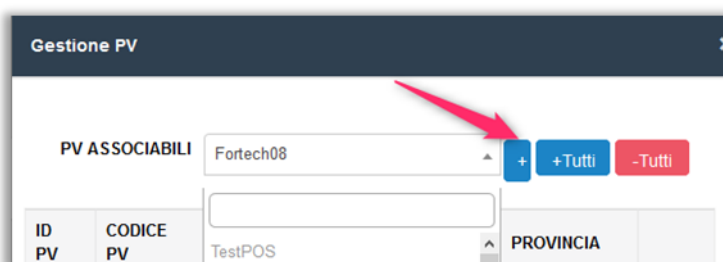 Gestione PV
PV ASSOCIABILI
Fortech08
+
+Tutti
-Tutti
ID PV
CODICE PV
TestPOS
PROVINCIA